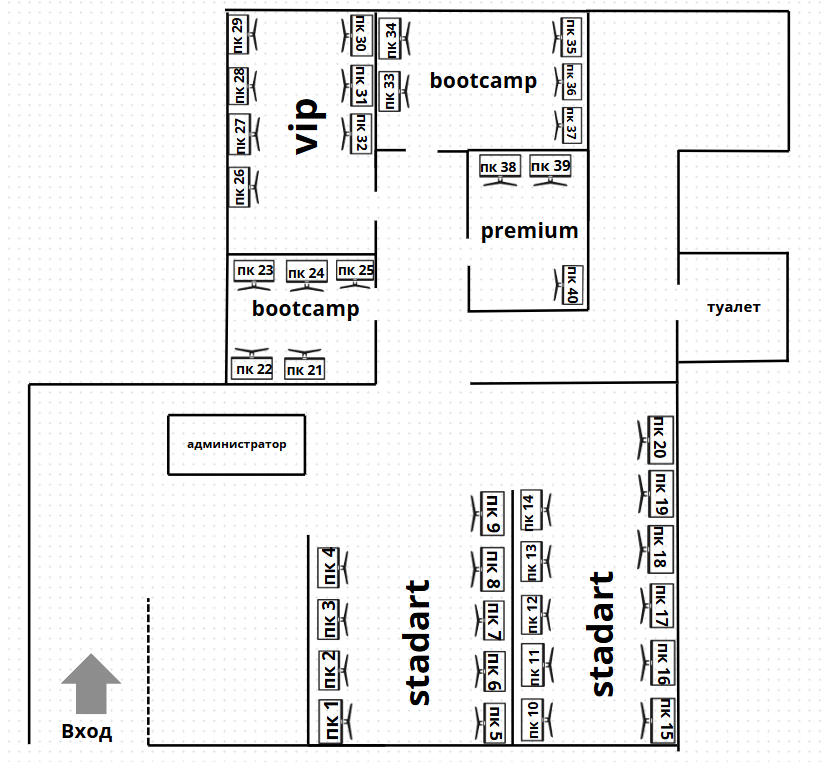 пк 29
пк 30
пк 34
пк 35
vip
bootcamp
пк 28
пк 31
пк 33
пк 36
пк 27
пк 32
пк 37
пк 26
пк 38
пк 39
premium
пк 23
пк 24
пк 25
пк 40
bootcamp
туалет
пк 22
пк 21
администратор
пк 20
пк 19
пк 9
пк 14
пк 18
пк 4
пк 8
пк 13
stadart
stadart
пк 3
пк 7
пк 12
пк 17
пк 2
пк 6
пк 11
пк 16
пк 1
пк 5
пк 10
пк 15
Вход